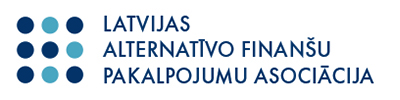 LATVIJAS
ALTERNATĪVO FINANŠU
PAKALPOJUMU ASOCIĀCIJA